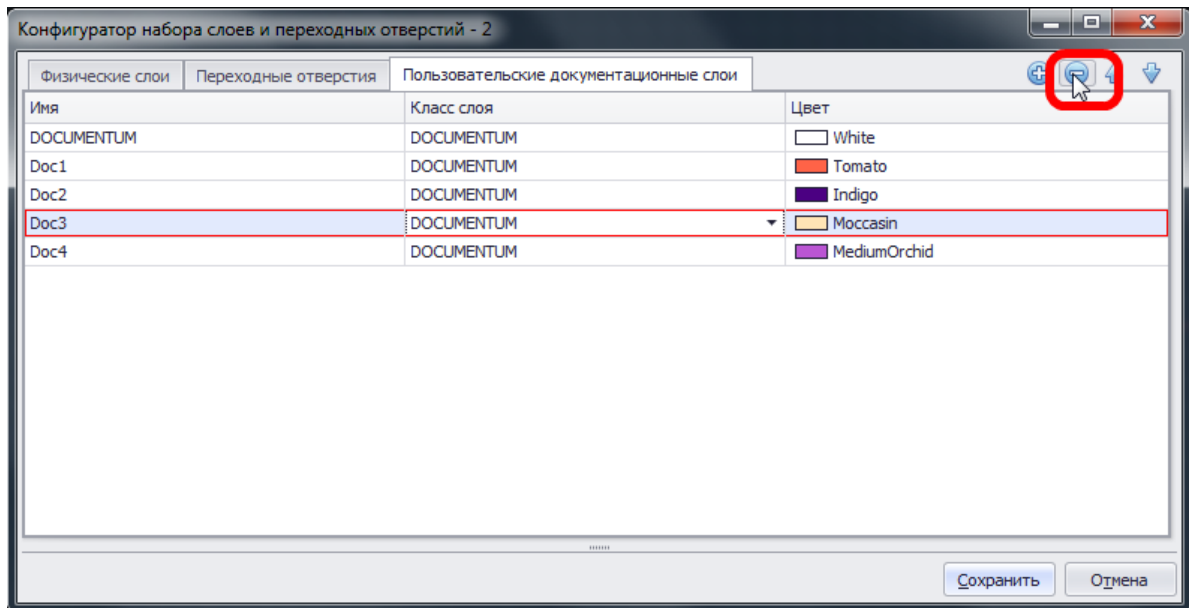 Конфигуратор набора слоев и переходных отверстий - 2
Физические слои Переходные отверстия Пользовательские документационные слои
Имя Класс слоя Цвет
DOCUMENTUM DOCUMENTUM White
Doc1 DOCUMENTUM Tomato
Doc2 DOCUMENTUM Indigo
Doc3 DOCUMENTUM Moccasin
Doc4 DOCUMENTUM MediumOrchid
Сохранить Отмена